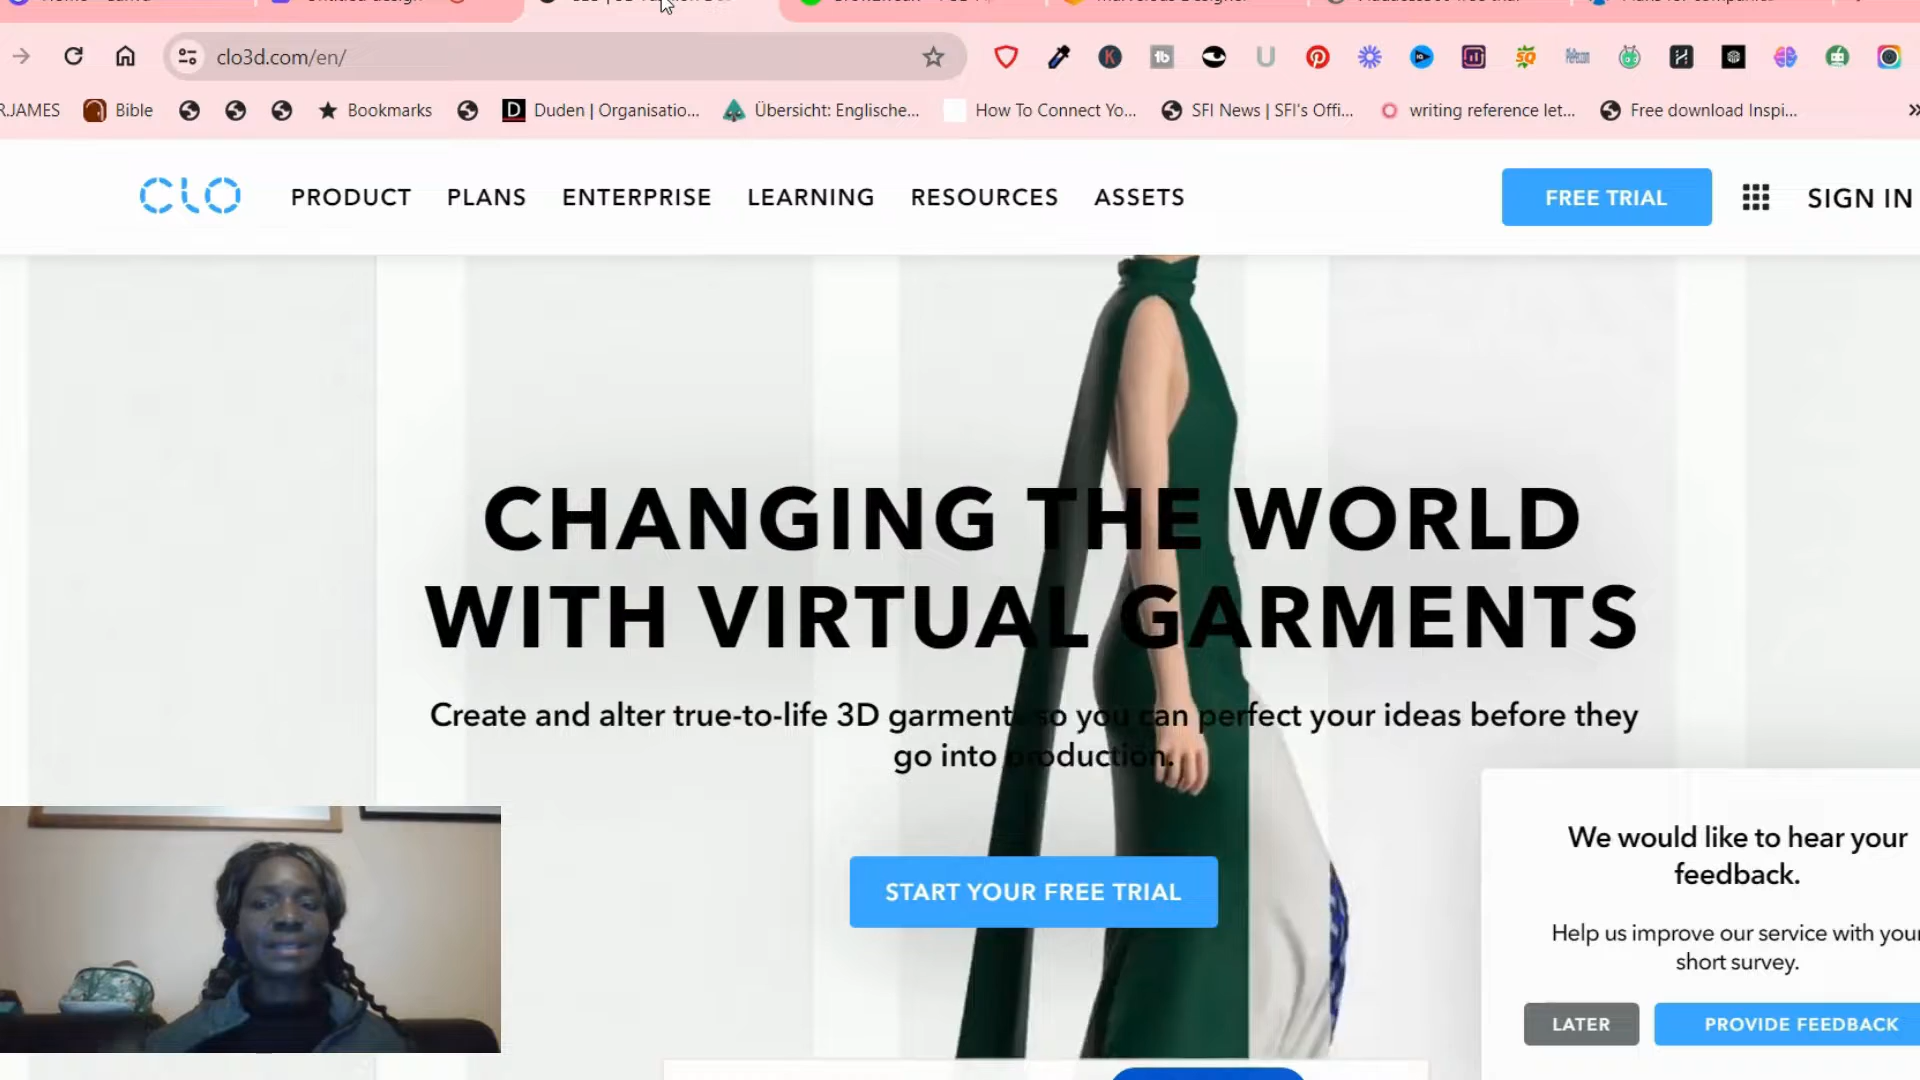 clo3d.com/en/
R.JAMES
Bible
Bookmarks
Duden | Organisatio...
Übersicht: Englische...
How To Connect Yo...
SFI News | SFI's Offi...
writing reference let...
Free download Inspi...
CLO
PRODUCT
PLANS
ENTERPRISE
LEARNING
RESOURCES
ASSETS
FREE TRIAL
SIGN IN
CHANGING THE WORLD
WITH VIRTUAL GARMENTS
Create and alter true-to-life 3D garments so you can perfect your ideas before they
go into production.
START YOUR FREE TRIAL
We would like to hear your
feedback.
Help us improve our service with your
short survey.
LATER
PROVIDE FEEDBACK